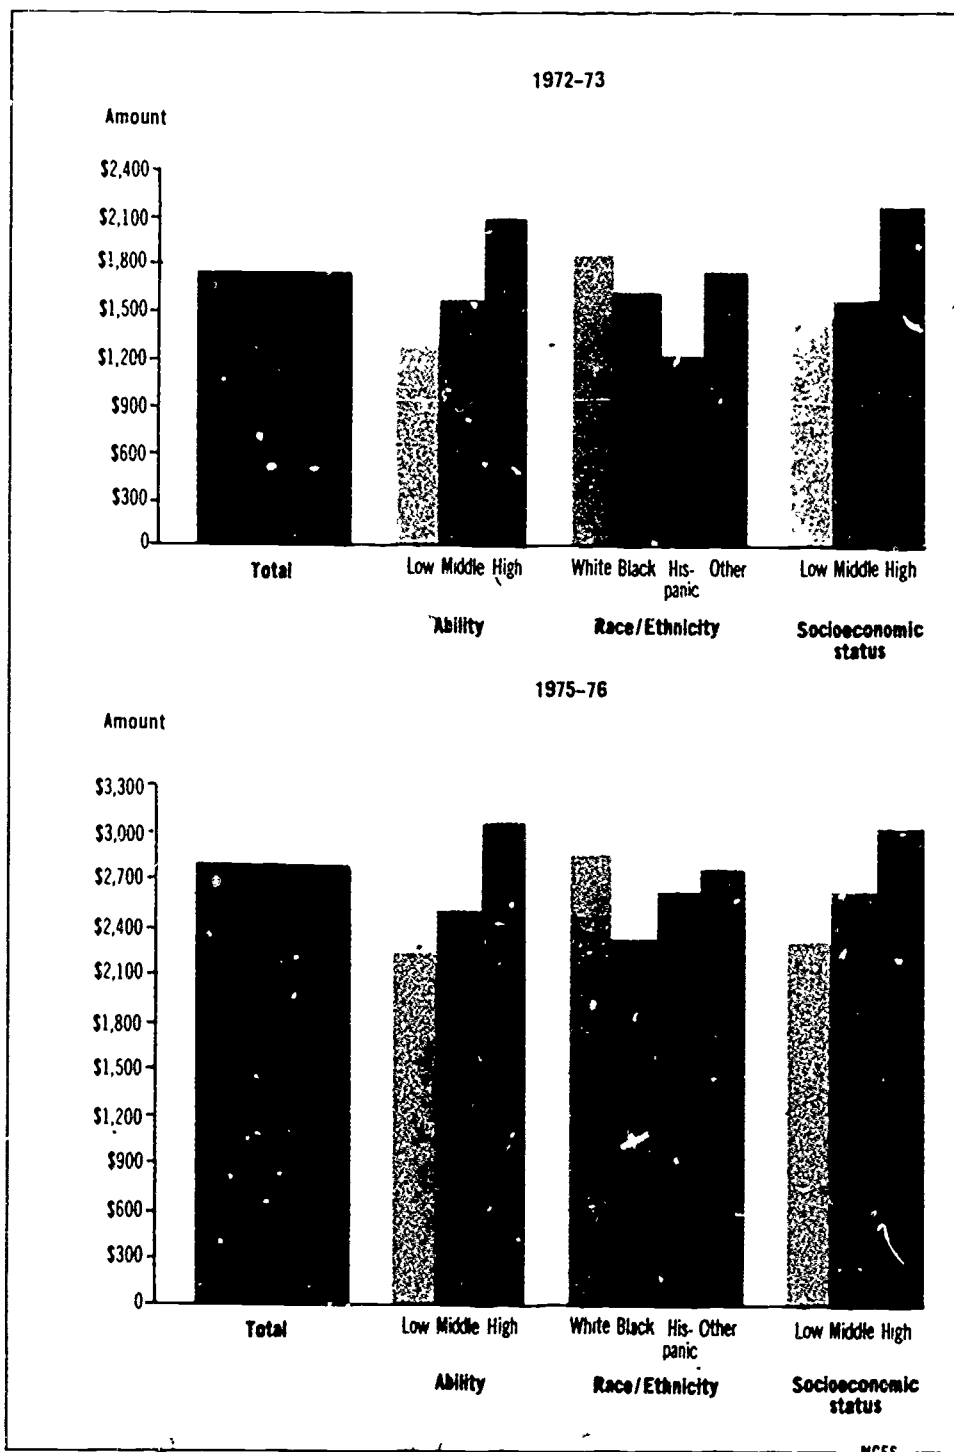 1972-73
Amount
$2,400
$2,100
$1,800
$1,500
$1,200
$900
$600
$300
0
Total
Low Middle High
White Black His- Other
panic
Low Middle High
Ability
Race/Ethnicity
Socioeconomic
status
1975-76
Amount
$3,300
$3,000
$2,700
$2,400
$2,100
$1,800
$1,500
$1,200
$900
$600
$300
0
Total
Low Middle High
White Black His- Other
panic
Low Middle High
Ability
Race/Ethnicity
Socioeconomic
status